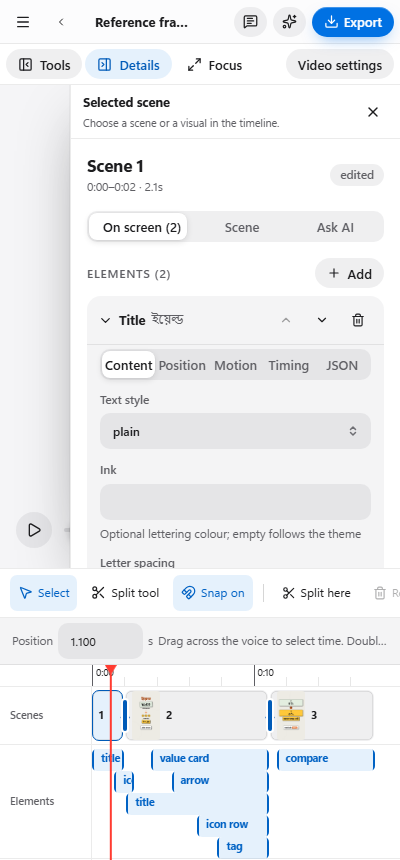 Reference fra...
Export
Tools
Details
Focus
Video settings
Selected scene
Choose a scene or a visual in the timeline.
Scene 1
0:00–0:02 · 2.1s
edited
On screen (2)
Scene
Ask AI
ELEMENTS (2)
Add
Title ইয়েল্ড
Content
Position
Motion
Timing
JSON
Text style
plain
Ink
Optional lettering colour; empty follows the theme
Letter spacing
Select
Split tool
Snap on
Split here
Position
1.100
s Drag across the voice to select time. Doubl...
0:00
0:10
Scenes
1
2
3
Elements
title
value card
compare
arrow
title
icon row
tag